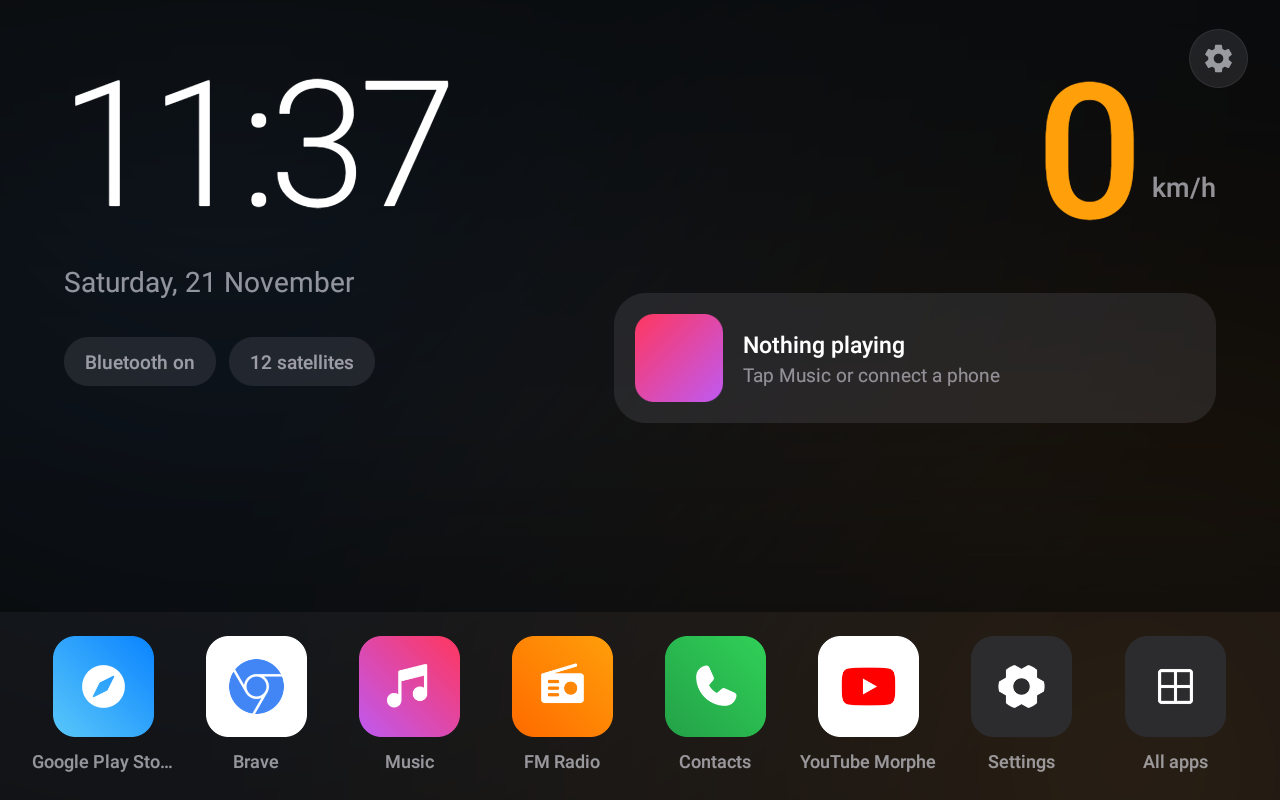 11:37
0 km/h
Saturday, 21 November
Bluetooth on
12 satellites
Nothing playing
Tap Music or connect a phone
Google Play Sto...
Brave
Music
FM Radio
Contacts
YouTube Morphe
Settings
All apps